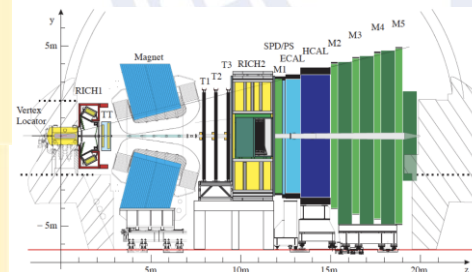 y
5m
Magnet
RICH1
TT
Vertex
Locator
T1
T2
T3
RICH2
SPD/PS
M1
ECAL
HCAL
M2
M3
M4
M5
− 5m
5m
10m
15m
20m
z